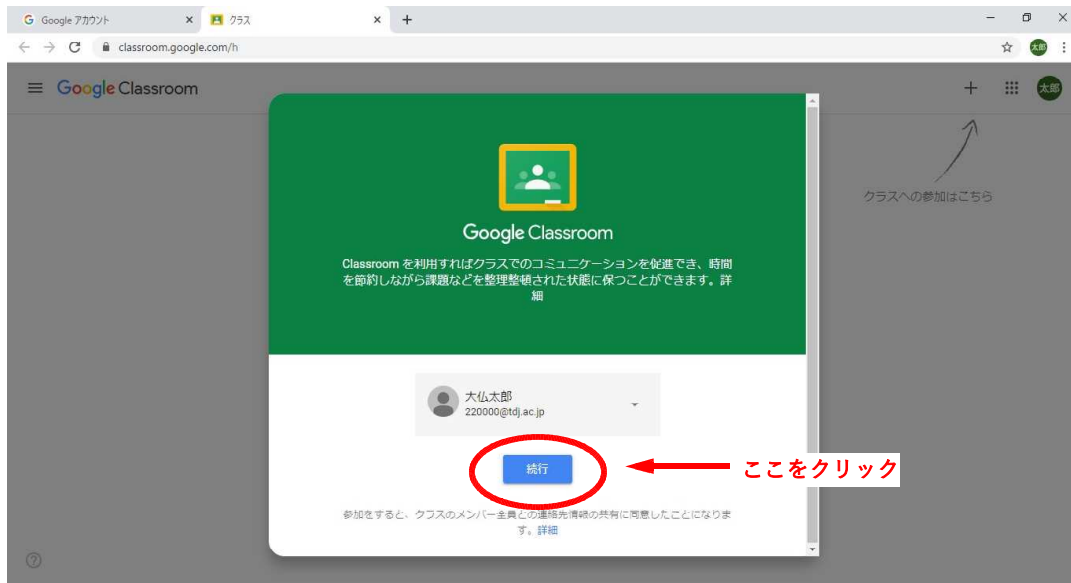 Google アカウント
クラス
classroom.google.com/h
太郎
Google Classroom
太郎
クラスへの参加はこちら
Google Classroom
Classroom を利用すればクラスでのコミュニケーションを促進でき、時間
を節約しながら課題などを整理整頓された状態に保つことができます。詳
細
大仏太郎
220000@tdj.ac.jp
続行
ここをクリック
参加をすると、クラスのメンバー全員との連絡先情報の共有に同意したことになりま
す。詳細